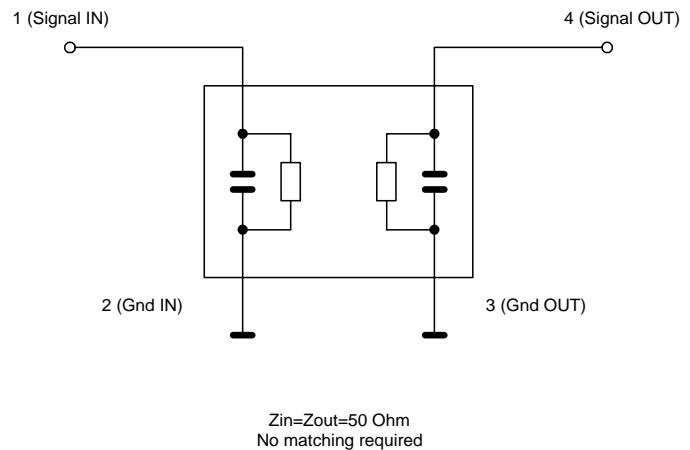 1 (Signal IN)
4 (Signal OUT)
2 (Gnd IN)
3 (Gnd OUT)
Zin=Zout=50 Ohm
No matching required